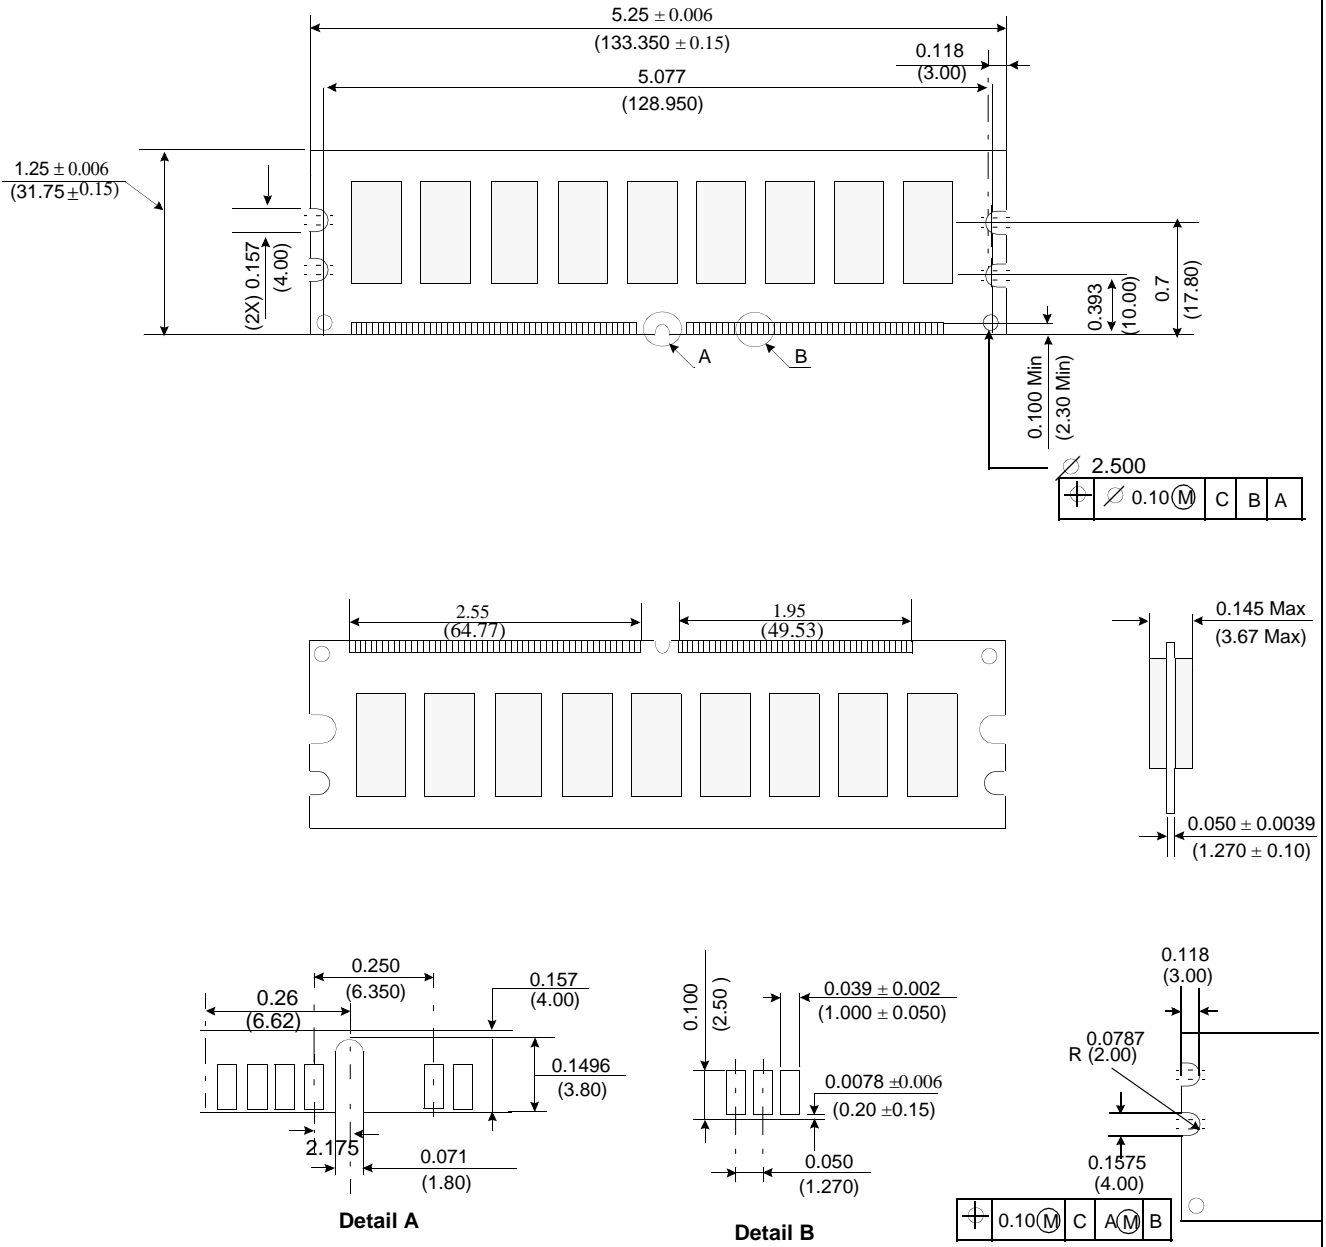 5.25 ± 0.006
(133.350 ± 0.15)
0.118
(3.00)
5.077
(128.950)
1.25 ± 0.006
(31.75±0.15)
(2X) 0.157
(4.00)
0.393
(10.00)
0.7
(17.80)
A
B
0.100 Min
(2.30 Min)
⌀ 2.500
⌖ ⌀ 0.10 Ⓜ C B A
2.55
(64.77)
1.95
(49.53)
0.145 Max
(3.67 Max)
0.050 ± 0.0039
(1.270 ± 0.10)
0.250
(6.350)
0.26
(6.62)
0.157
(4.00)
0.1496
(3.80)
2.175
0.071
(1.80)
Detail A
0.100
(2.50 )
0.039 ± 0.002
(1.000 ± 0.050)
0.0078 ±0.006
(0.20 ±0.15)
0.050
(1.270)
Detail B
0.118
(3.00)
0.0787
R (2.00)
0.1575
(4.00)
⌖ 0.10 Ⓜ C A Ⓜ B